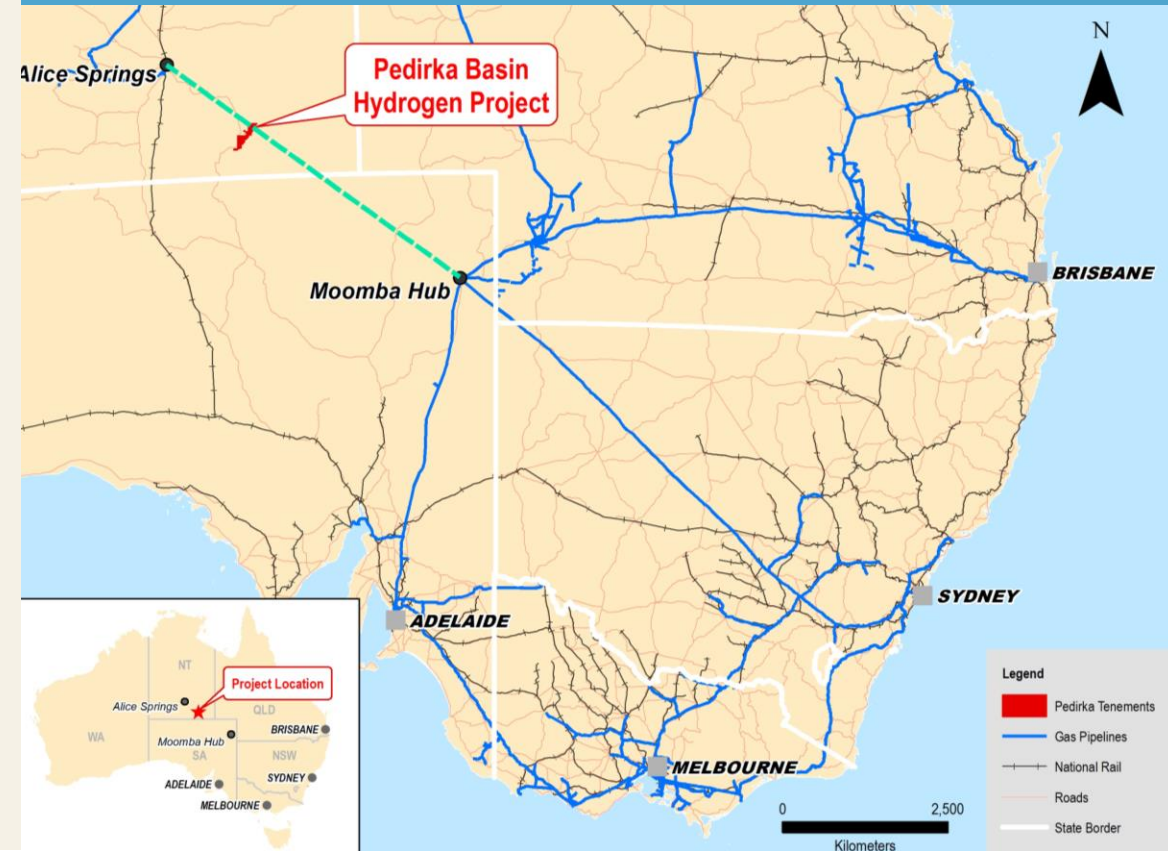 N
Alice Springs
Pedirka Basin
Hydrogen Project
Moomba Hub
BRISBANE
SYDNEY
ADELAIDE
MELBOURNE
0 2,500
Kilometers
NT
Project Location
Alice Springs
QLD
WA
BRISBANE
Moomba Hub
SA
NSW
ADELAIDE
SYDNEY
MELBOURNE
Legend
Pedirka Tenements
Gas Pipelines
National Rail
Roads
State Border